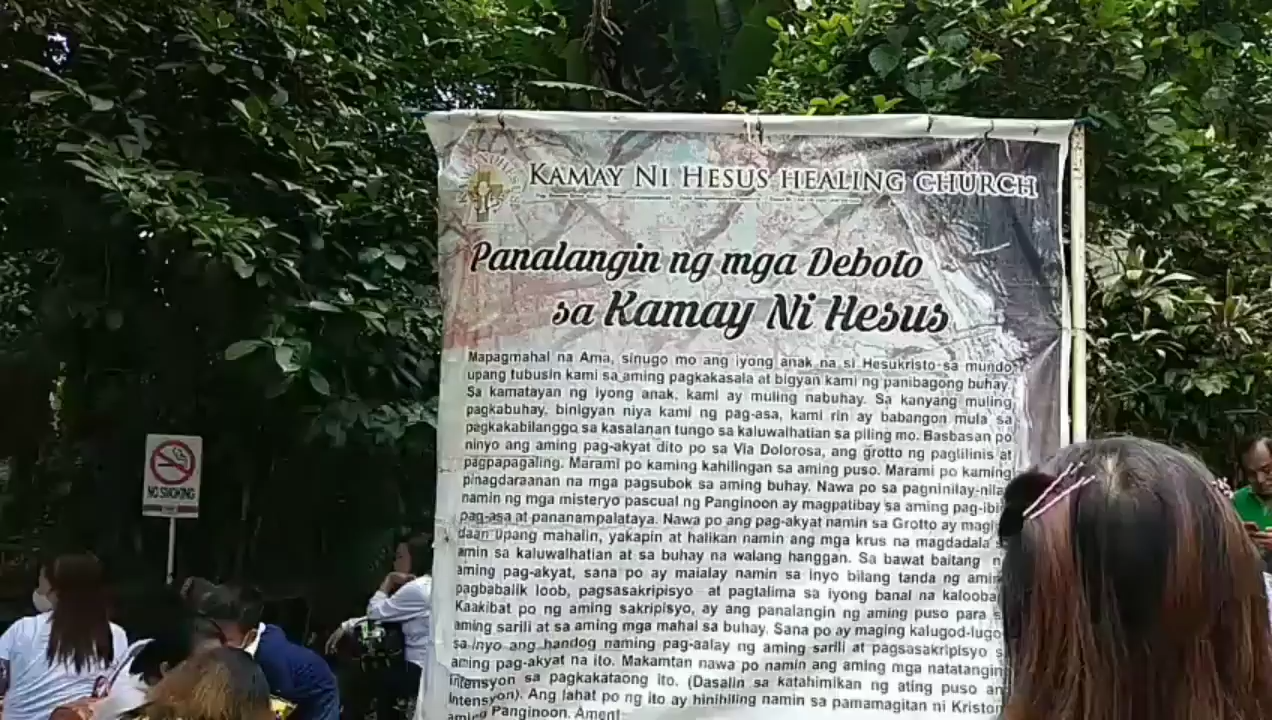 KAMAY NI HESUS HEALING CHURCH
Panalangin ng mga Deboto
sa Kamay Ni Hesus
Mapagmahal na Ama, sinugo mo ang iyong anak na si Hesukristo sa mundo
upang tubusin kami sa aming pagkakasala at bigyan kami ng panibagong buhay.
Sa kamatayan ng iyong anak, kami ay muling nabuhay. Sa kanyang muling
pagkabuhay, binigyan niya kami ng pag-asa, kami rin ay babangon mula sa
pagkakabilanggo sa kasalanan tungo sa kaluwalhatian sa piling mo. Basbasan po
ninyo ang aming pag-akyat dito po sa Via Dolorosa, ang grotto ng paglilinis at
pagpapagaling. Marami po kaming kahilingan sa aming puso. Marami po kaming
pinagdaraanan na mga pagsubok sa aming buhay. Nawa po sa pagninilay-nila
namin ng mga misteryo pascual ng Panginoon ay magpatibay sa aming pag-ibi
pag-asa at pananampalataya. Nawa po ang pag-akyat namin sa Grotto ay magi
daan upang mahalin, yakapin at halikan namin ang mga krus na magdadala s
amin sa kaluwalhatian at sa buhay na walang hanggan. Sa bawat baitang n
aming pag-akyat, sana po ay maialay namin sa inyo bilang tanda ng amin
pagbabalik loob, pagsasakripisyo at pagtalima sa iyong banal na kalooba
Kaakibat po ng aming sakripisyo, ay ang panalangin ng aming puso para s
aming sarili at sa aming mga mahal sa buhay. Sana po ay maging kalugod-lugo
sa inyo ang handog naming pag-aalay ng aming sarili at pagsasakripisyo s
aming pag-akyat na ito. Makamtan nawa po namin ang aming mga natatangin
intensyon sa pagkakataong ito. (Dasalin sa katahimikan ng ating puso an
Intensyon). Ang lahat po ng ito ay hinihiling namin sa pamamagitan ni Kriston
aming Panginoon. Amen!
NO SMOKING